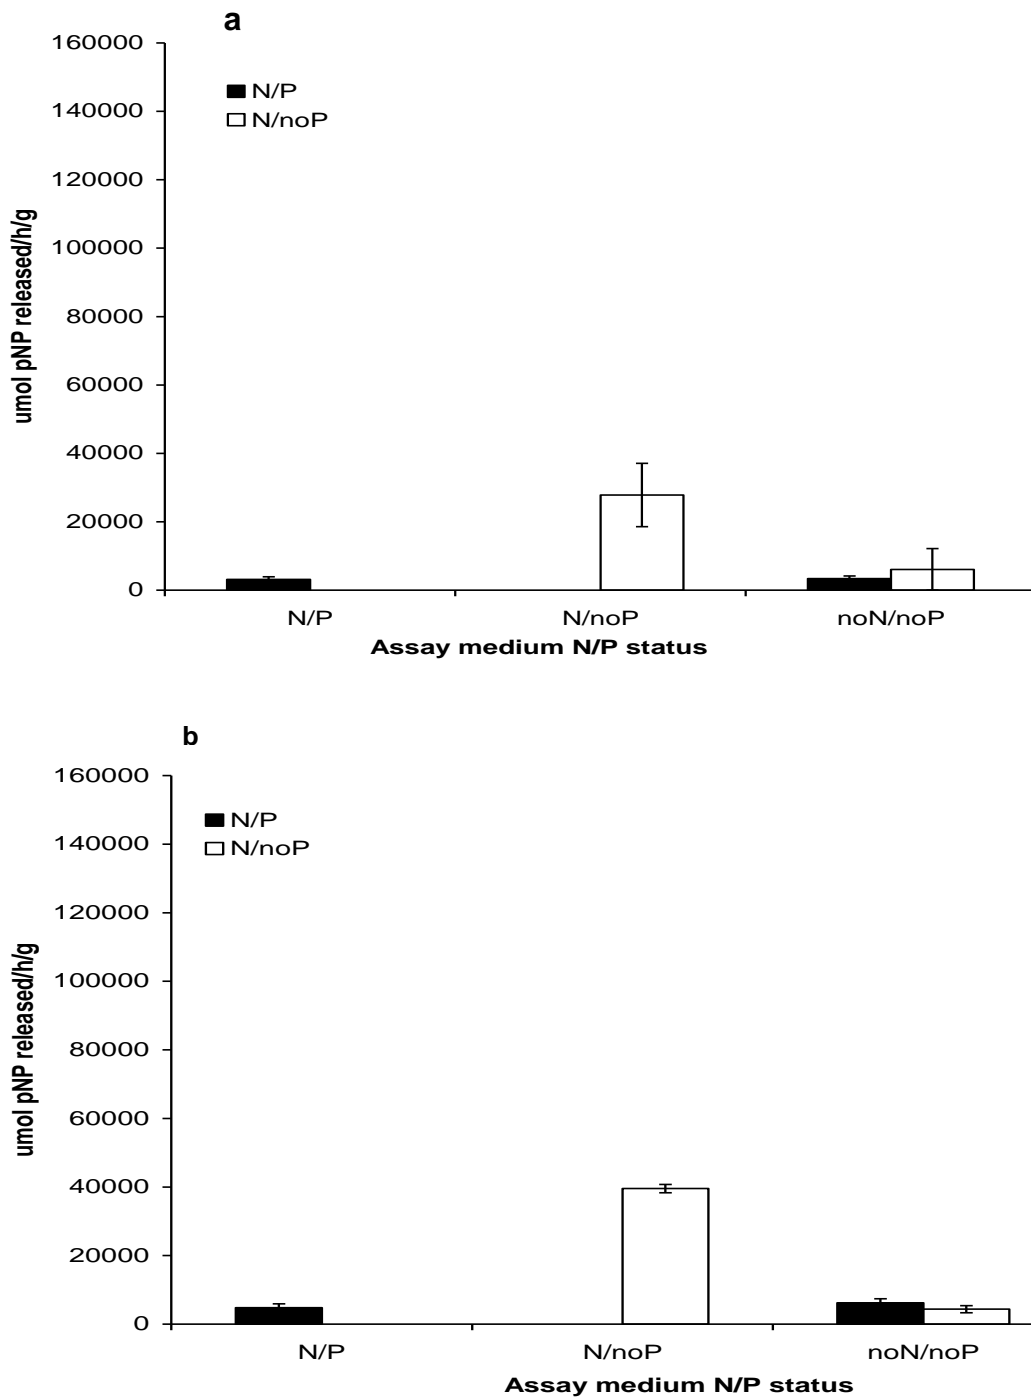 a
160000
140000
120000
100000
80000
60000
40000
20000
0
umol pNP released/h/g
N/P
N/noP
N/P N/noP noN/noP
Assay medium N/P status
b
160000
140000
120000
100000
80000
60000
40000
20000
0
umol pNP released/h/g
N/P
N/noP
N/P N/noP noN/noP
Assay medium N/P status